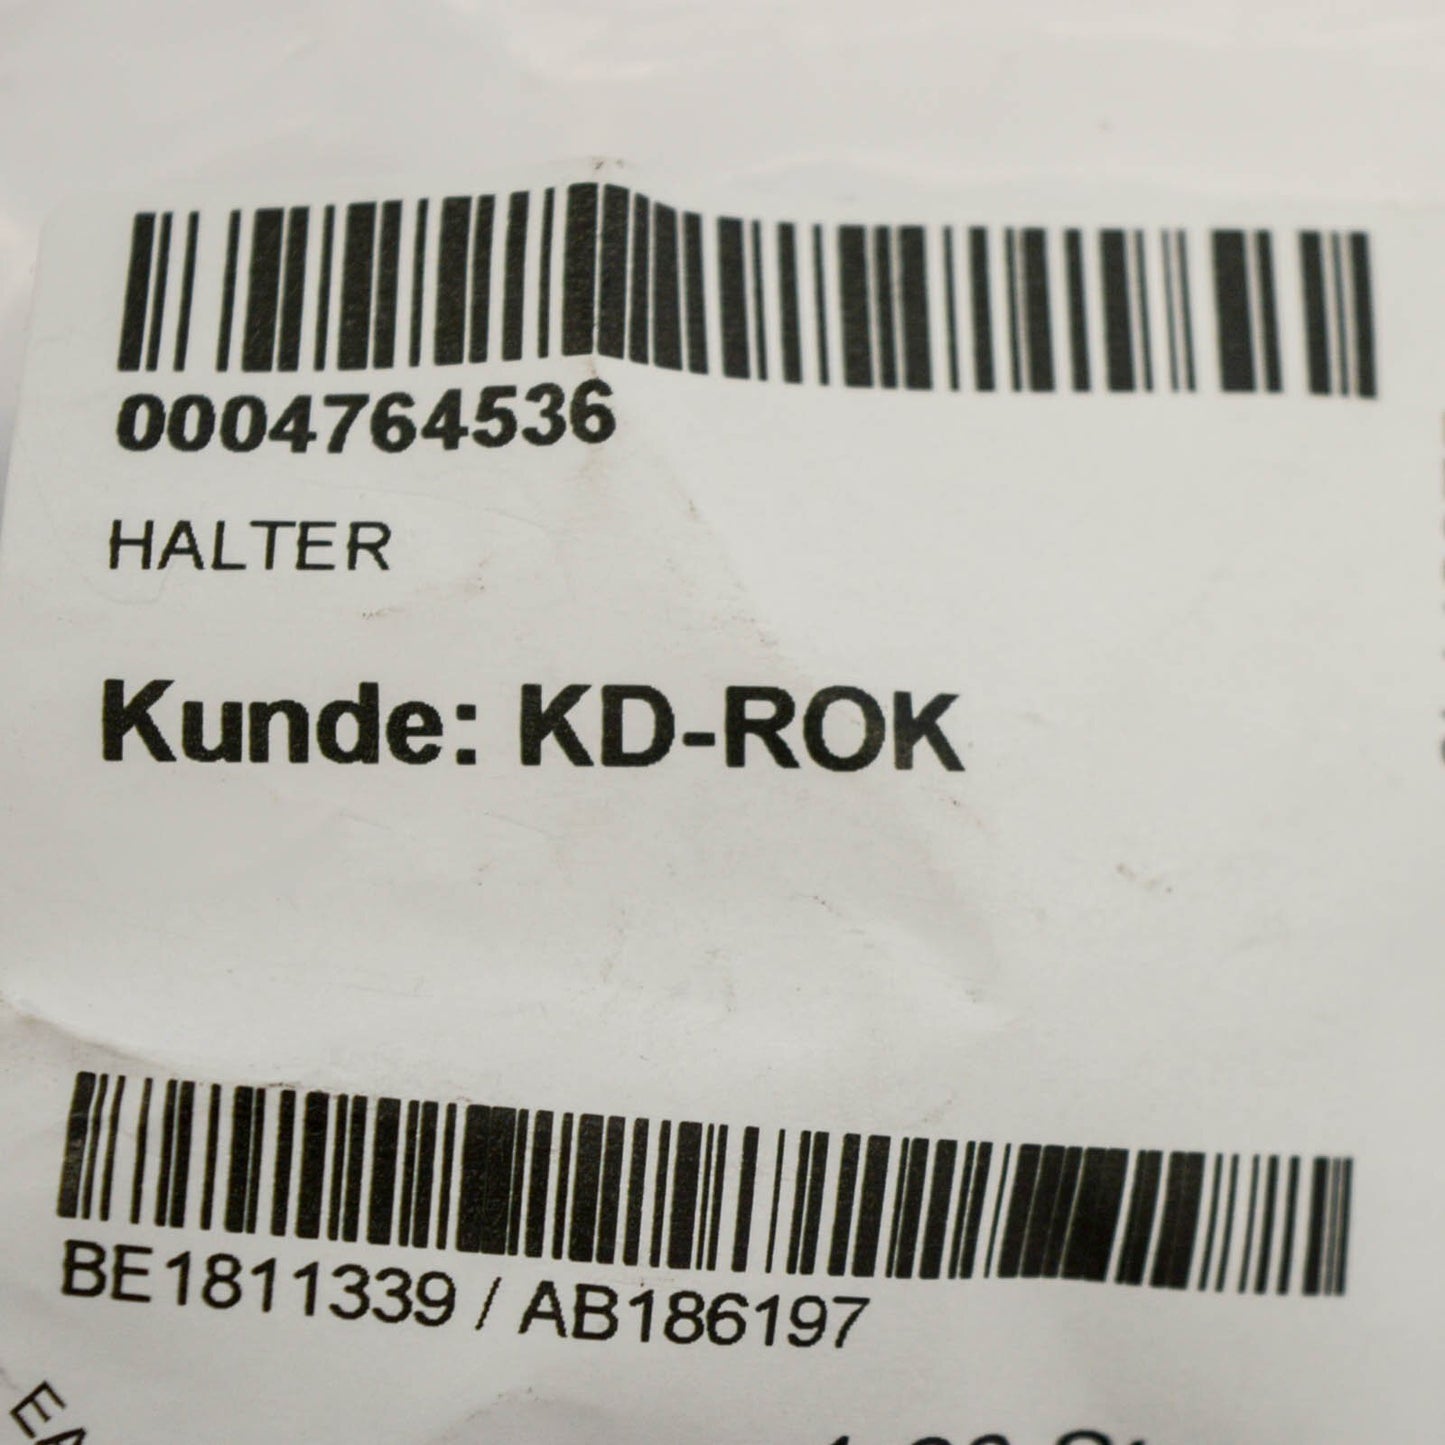 0004764536
HALTER
Kunde: KD-ROK
BE1811339 / AB186197